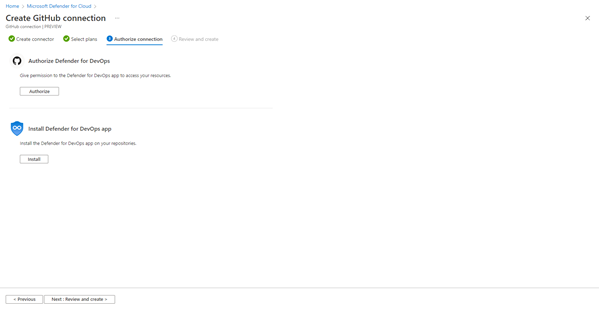 Home > Microsoft Defender for Cloud >
Create GitHub connection ...
GitHub connection | PREVIEW
Create connector Select plans 3 Authorize connection 4 Review and create
Authorize Defender for DevOps
Give permission to the Defender for DevOps app to access your resources.
Authorize
Install Defender for DevOps app
Install the Defender for DevOps app on your repositories.
Install
< Previous Next : Review and create >